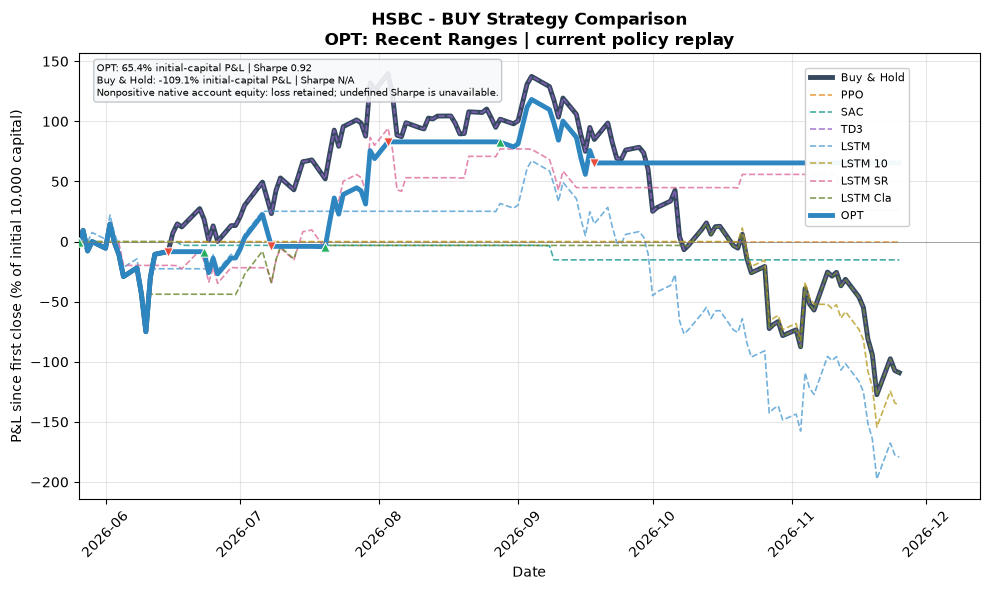 HSBC - BUY Strategy Comparison
OPT: Recent Ranges | current policy replay
OPT: 65.4% initial-capital P&L | Sharpe 0.92
Buy & Hold: -109.1% initial-capital P&L | Sharpe N/A
Nonpositive native account equity: loss retained; undefined Sharpe is unavailable.
Buy & Hold
PPO
SAC
TD3
LSTM
LSTM 10
LSTM SR
LSTM Cla
OPT
P&L since first close (% of initial 10,000 capital)
150
100
50
0
−50
−100
−150
−200
2026-06
2026-07
2026-08
2026-09
2026-10
2026-11
2026-12
Date